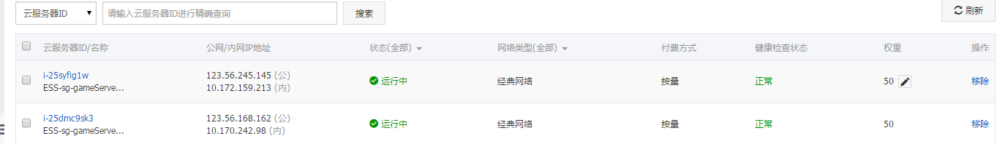 云服务器ID 请输入云服务器ID进行精确查询 搜索 刷新
云服务器ID/名称 公网/内网IP地址 状态(全部) 网络类型(全部) 付费方式 健康检查状态 权重 操作
i-25syfig1w 123.56.245.145 (公) 运行中 经典网络 按量 正常 50 移除
ESS-sg-gameServe... 10.172.159.213 (内)
i-25dmc9sk3 123.56.168.162 (公) 运行中 经典网络 按量 正常 50 移除
ESS-sg-gameServe... 10.170.242.98 (内)